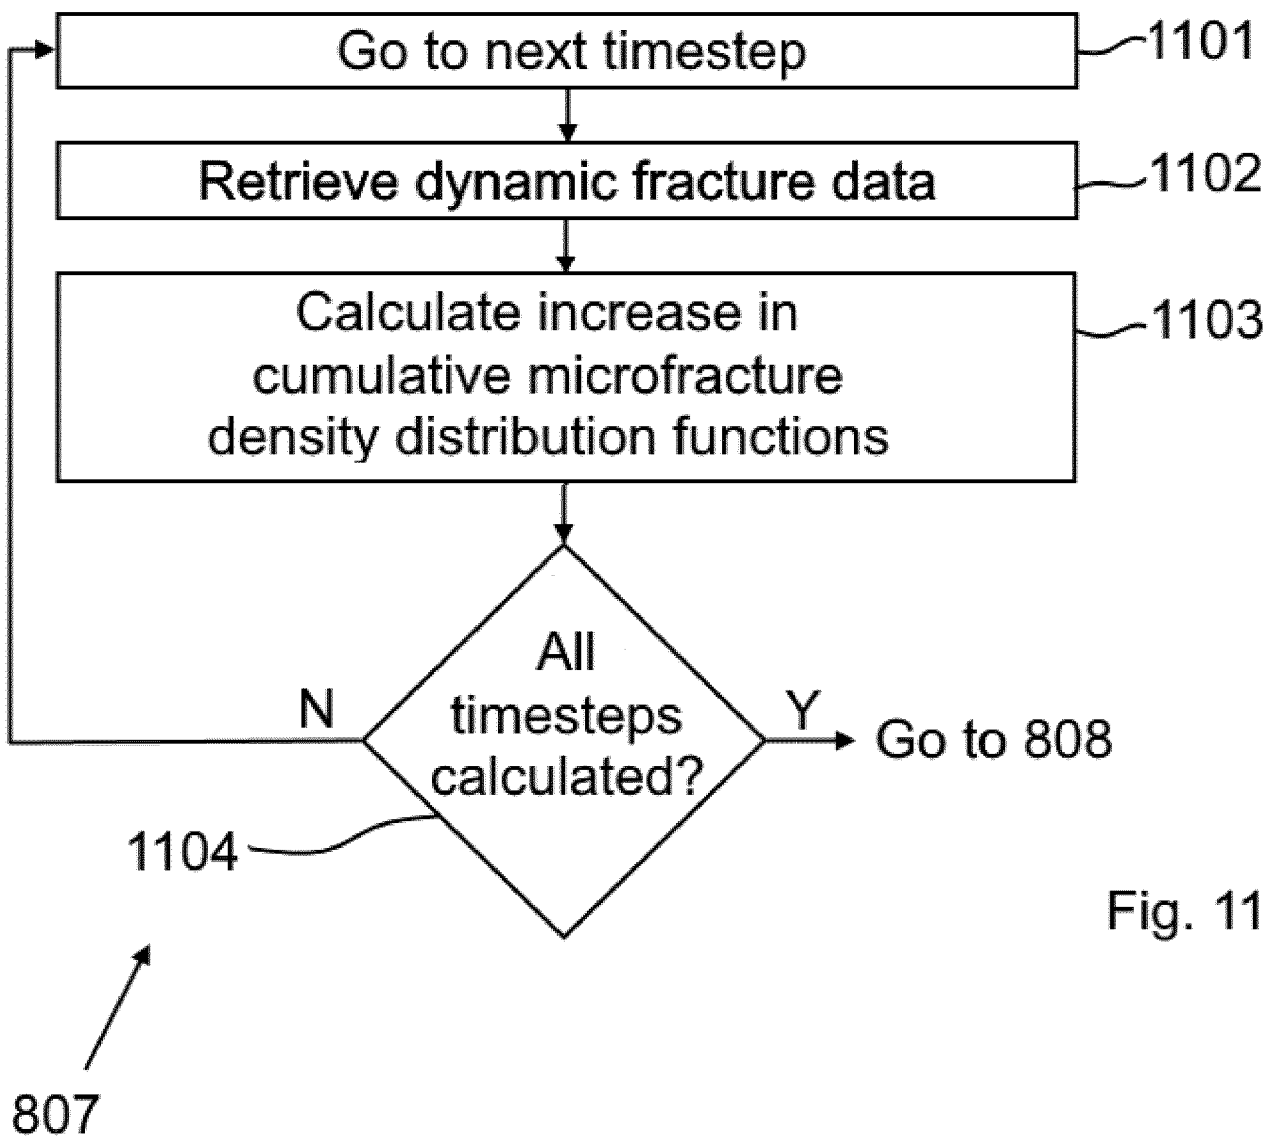 Go to next timestep
1101
Retrieve dynamic fracture data
1102
Calculate increase in
cumulative microfracture
density distribution functions
1103
All
timesteps
calculated?
N
Y
Go to 808
1104
Fig. 11
807